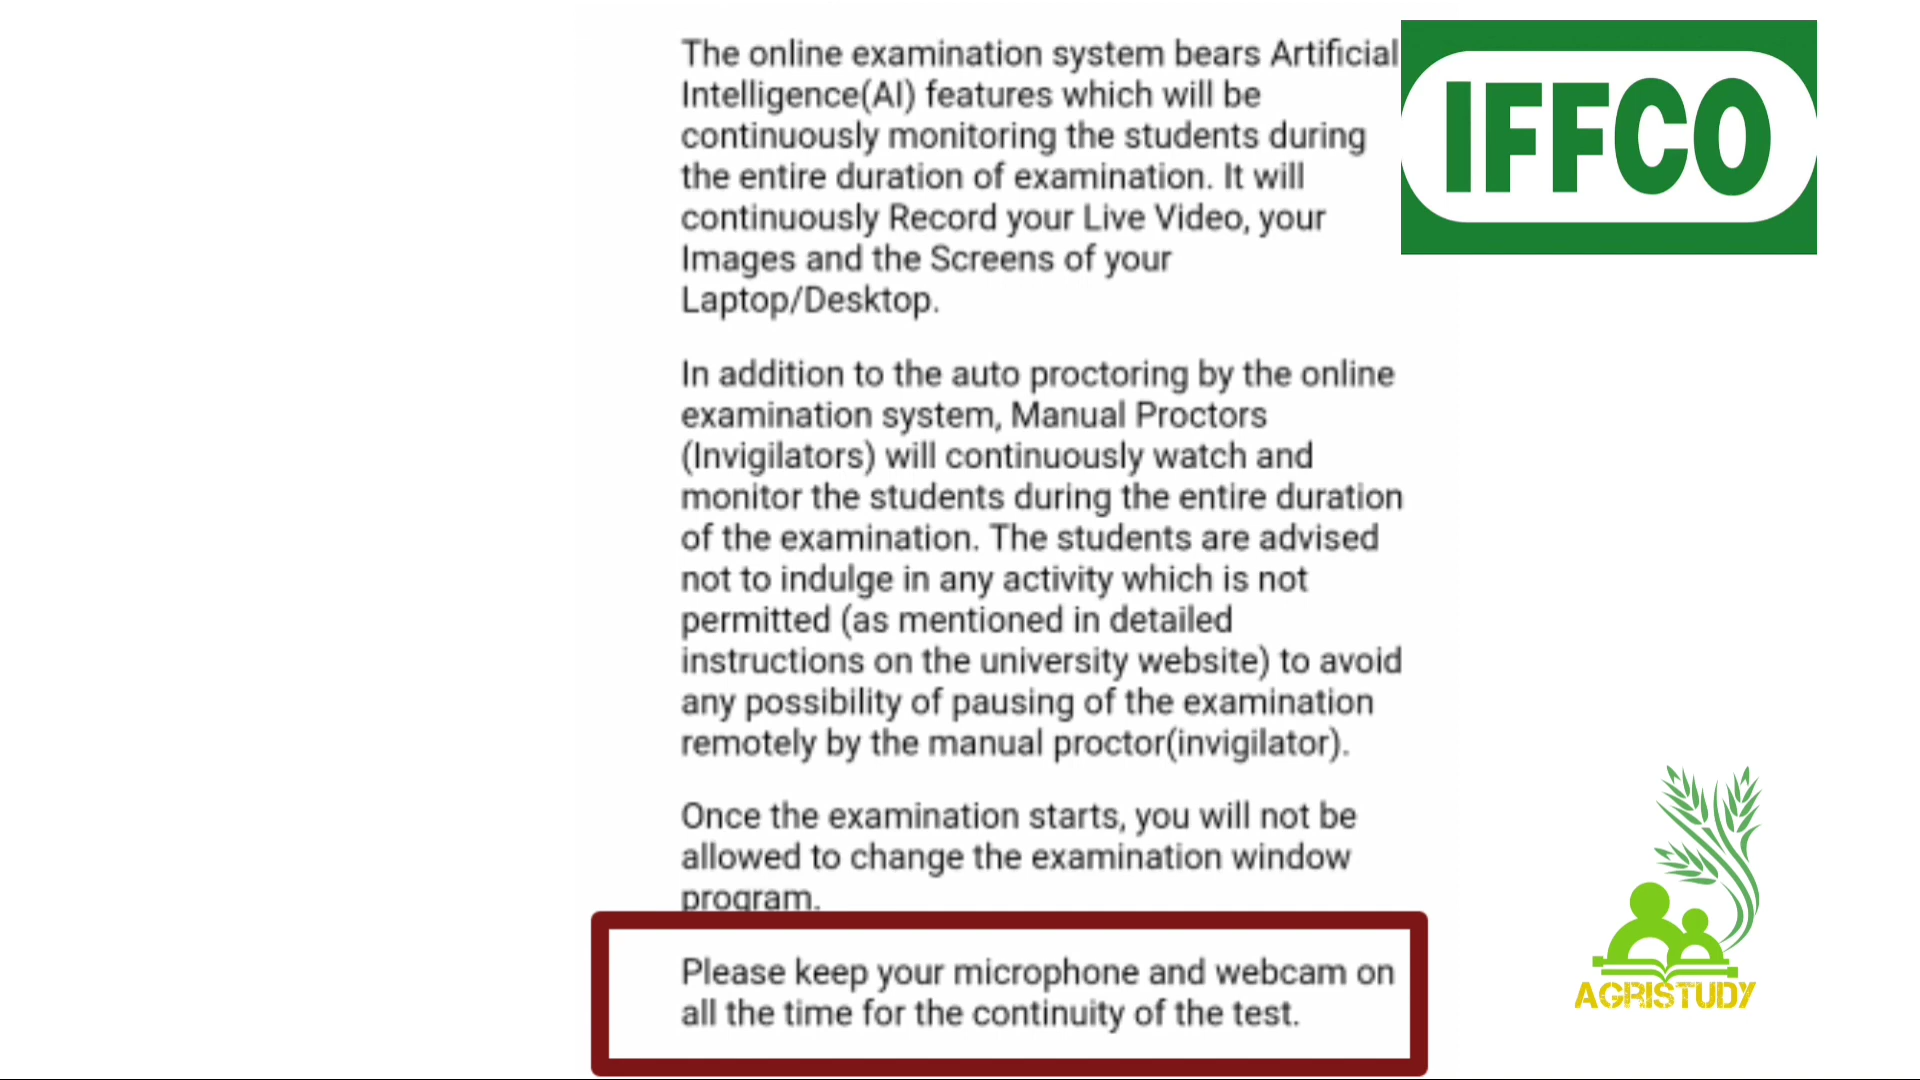 The online examination system bears Artificial
Intelligence(AI) features which will be
continuously monitoring the students during
the entire duration of examination. It will
continuously Record your Live Video, your
Images and the Screens of your
Laptop/Desktop.
In addition to the auto proctoring by the online
examination system, Manual Proctors
(Invigilators) will continuously watch and
monitor the students during the entire duration
of the examination. The students are advised
not to indulge in any activity which is not
permitted (as mentioned in detailed
instructions on the university website) to avoid
any possibility of pausing of the examination
remotely by the manual proctor(invigilator).
Once the examination starts, you will not be
allowed to change the examination window
program.
Please keep your microphone and webcam on
all the time for the continuity of the test.
IFFCO
AGRISTUDY